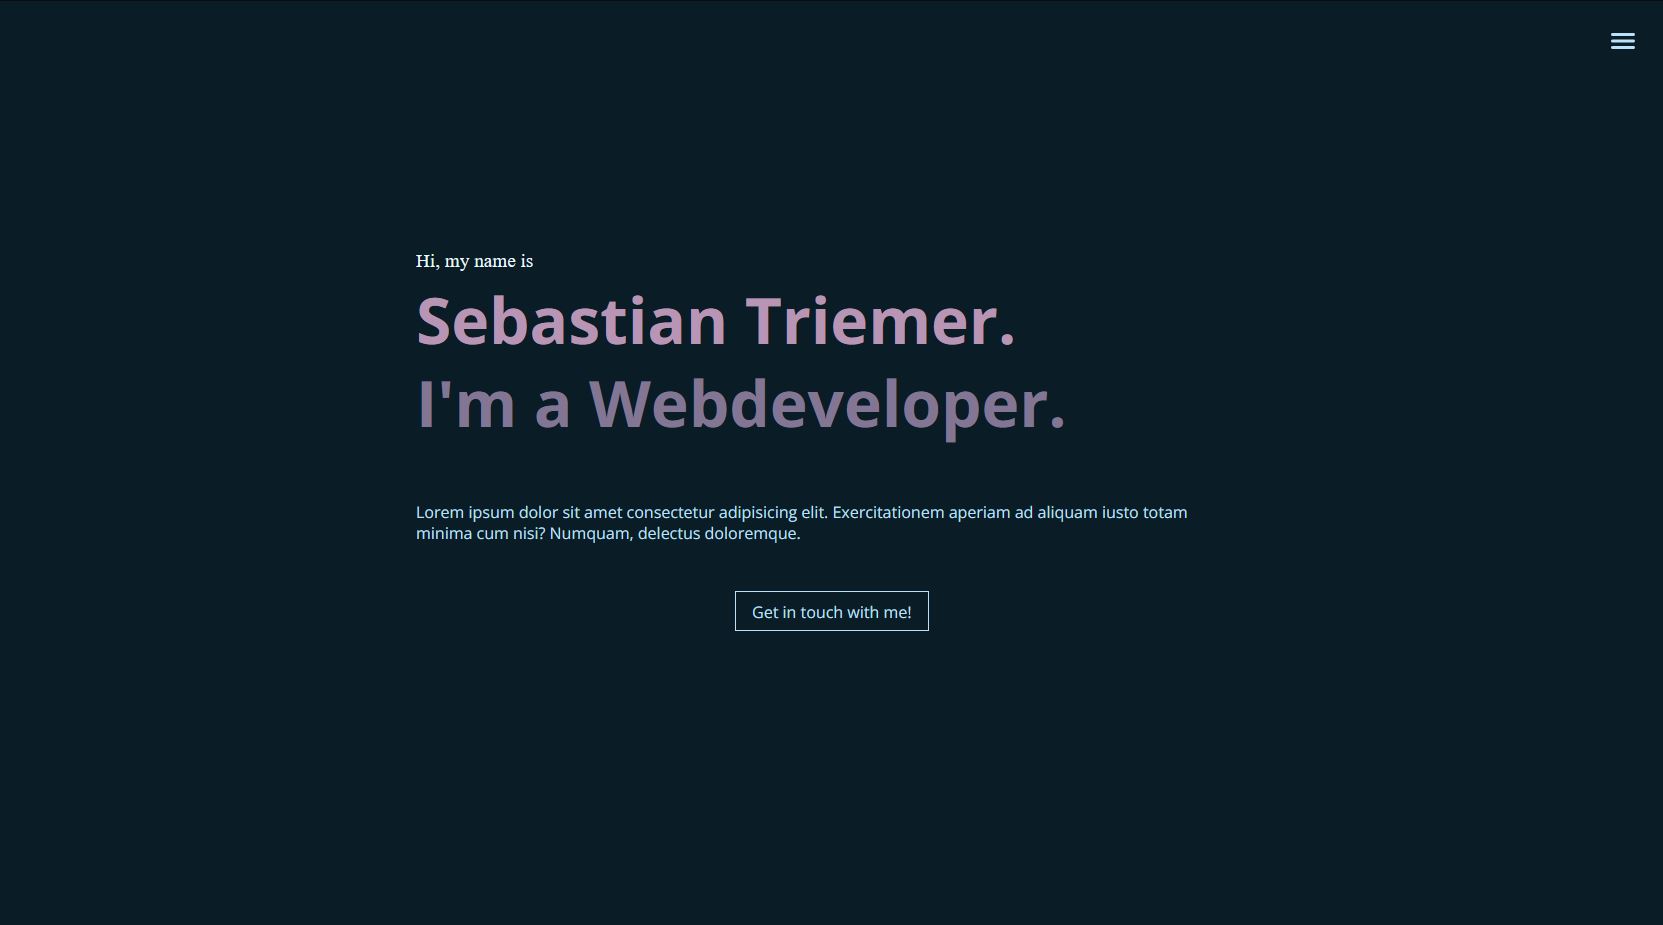 Hi, my name is
Sebastian Triemer.
I'm a Webdeveloper.
Lorem ipsum dolor sit amet consectetur adipisicing elit. Exercitationem aperiam ad aliquam iusto totam
minima cum nisi? Numquam, delectus doloremque.
Get in touch with me!